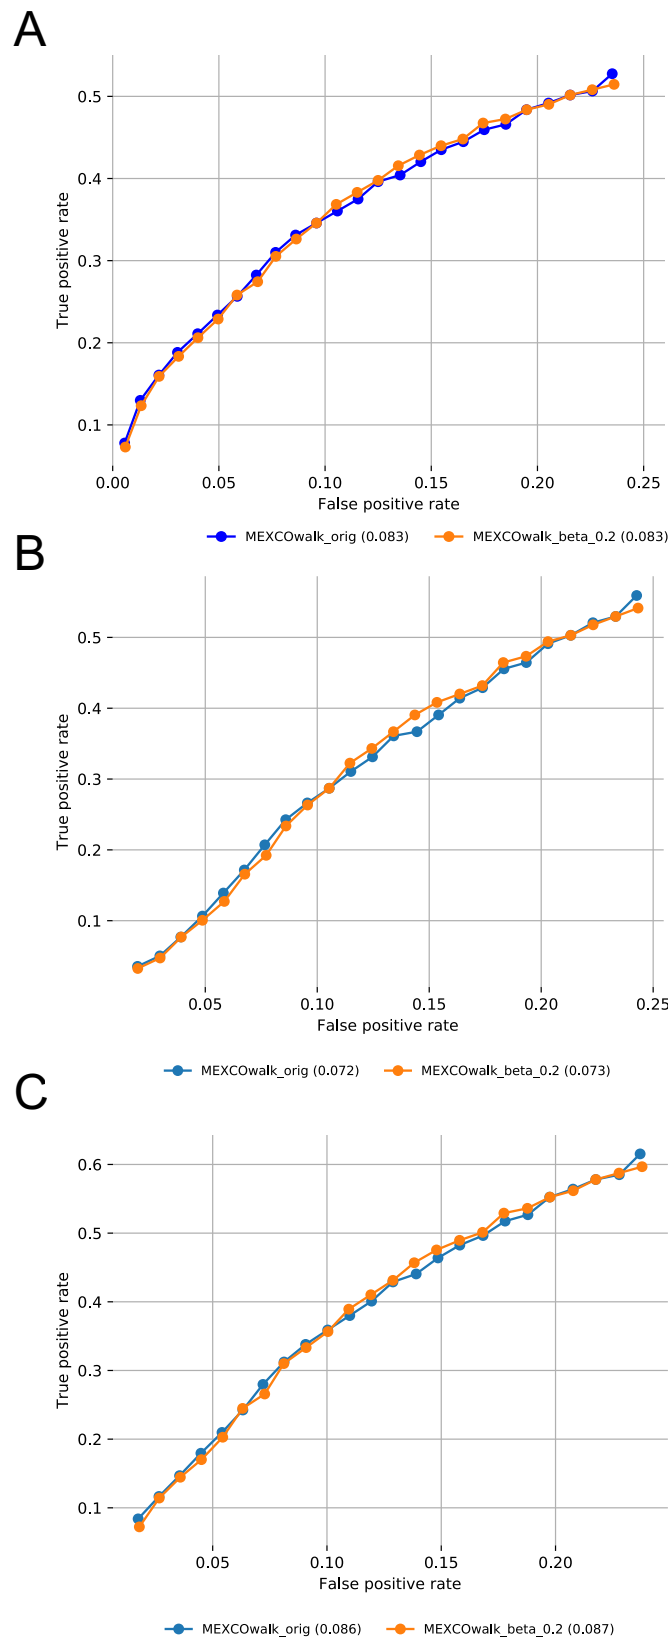 A
True positive rate
0.5
0.4
0.3
0.2
0.1
0.00 0.05 0.10 0.15 0.20 0.25
False positive rate
MEXCOwalk_orig (0.083) MEXCOwalk_beta_0.2 (0.083)
B
True positive rate
0.5
0.4
0.3
0.2
0.1
0.05 0.10 0.15 0.20 0.25
False positive rate
MEXCOwalk_orig (0.072) MEXCOwalk_beta_0.2 (0.073)
C
True positive rate
0.6
0.5
0.4
0.3
0.2
0.1
0.05 0.10 0.15 0.20
False positive rate
MEXCOwalk_orig (0.086) MEXCOwalk_beta_0.2 (0.087)